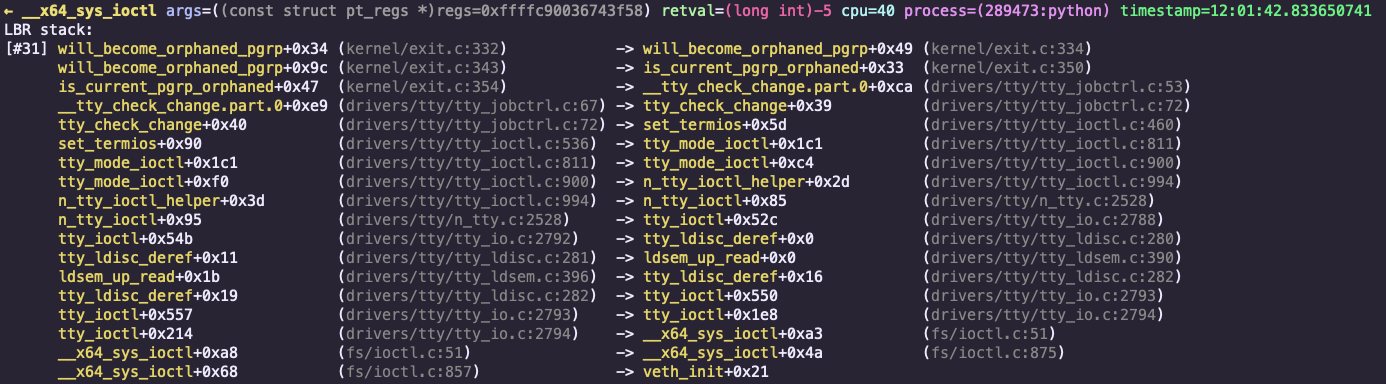 ← __x64_sys_ioctl args=((const struct pt_regs *)regs=0xffffc90036743f58) retval=(long int)-5 cpu=40 process=(289473:python) timestamp=12:01:42.833650741
LBR stack:
[#31] will_become_orphaned_pgrp+0x34 (kernel/exit.c:332) -> will_become_orphaned_pgrp+0x49 (kernel/exit.c:334)
will_become_orphaned_pgrp+0x9c (kernel/exit.c:343) -> is_current_pgrp_orphaned+0x33 (kernel/exit.c:350)
is_current_pgrp_orphaned+0x47 (kernel/exit.c:354) -> __tty_check_change.part.0+0xca (drivers/tty/tty_jobctrl.c:53)
__tty_check_change.part.0+0xe9 (drivers/tty/tty_jobctrl.c:67) -> tty_check_change+0x39 (drivers/tty/tty_jobctrl.c:72)
tty_check_change+0x40 (drivers/tty/tty_jobctrl.c:72) -> set_termios+0x5d (drivers/tty/tty_ioctl.c:460)
set_termios+0x90 (drivers/tty/tty_ioctl.c:536) -> tty_mode_ioctl+0x1c1 (drivers/tty/tty_ioctl.c:811)
tty_mode_ioctl+0x1c1 (drivers/tty/tty_ioctl.c:811) -> tty_mode_ioctl+0xc4 (drivers/tty/tty_ioctl.c:900)
tty_mode_ioctl+0xf0 (drivers/tty/tty_ioctl.c:900) -> n_tty_ioctl_helper+0x2d (drivers/tty/tty_ioctl.c:994)
n_tty_ioctl_helper+0x3d (drivers/tty/tty_ioctl.c:994) -> n_tty_ioctl+0x85 (drivers/tty/n_tty.c:2528)
n_tty_ioctl+0x95 (drivers/tty/n_tty.c:2528) -> tty_ioctl+0x52c (drivers/tty/tty_io.c:2788)
tty_ioctl+0x54b (drivers/tty/tty_io.c:2792) -> tty_ldisc_deref+0x0 (drivers/tty/tty_ldisc.c:280)
tty_ldisc_deref+0x11 (drivers/tty/tty_ldisc.c:281) -> ldsem_up_read+0x0 (drivers/tty/tty_ldsem.c:390)
ldsem_up_read+0x1b (drivers/tty/tty_ldsem.c:396) -> tty_ldisc_deref+0x16 (drivers/tty/tty_ldisc.c:282)
tty_ldisc_deref+0x19 (drivers/tty/tty_ldisc.c:282) -> tty_ioctl+0x550 (drivers/tty/tty_io.c:2793)
tty_ioctl+0x557 (drivers/tty/tty_io.c:2793) -> tty_ioctl+0x1e8 (drivers/tty/tty_io.c:2794)
tty_ioctl+0x214 (drivers/tty/tty_io.c:2794) -> __x64_sys_ioctl+0xa3 (fs/ioctl.c:51)
__x64_sys_ioctl+0xa8 (fs/ioctl.c:51) -> __x64_sys_ioctl+0x4a (fs/ioctl.c:875)
__x64_sys_ioctl+0x68 (fs/ioctl.c:857) -> veth_init+0x21